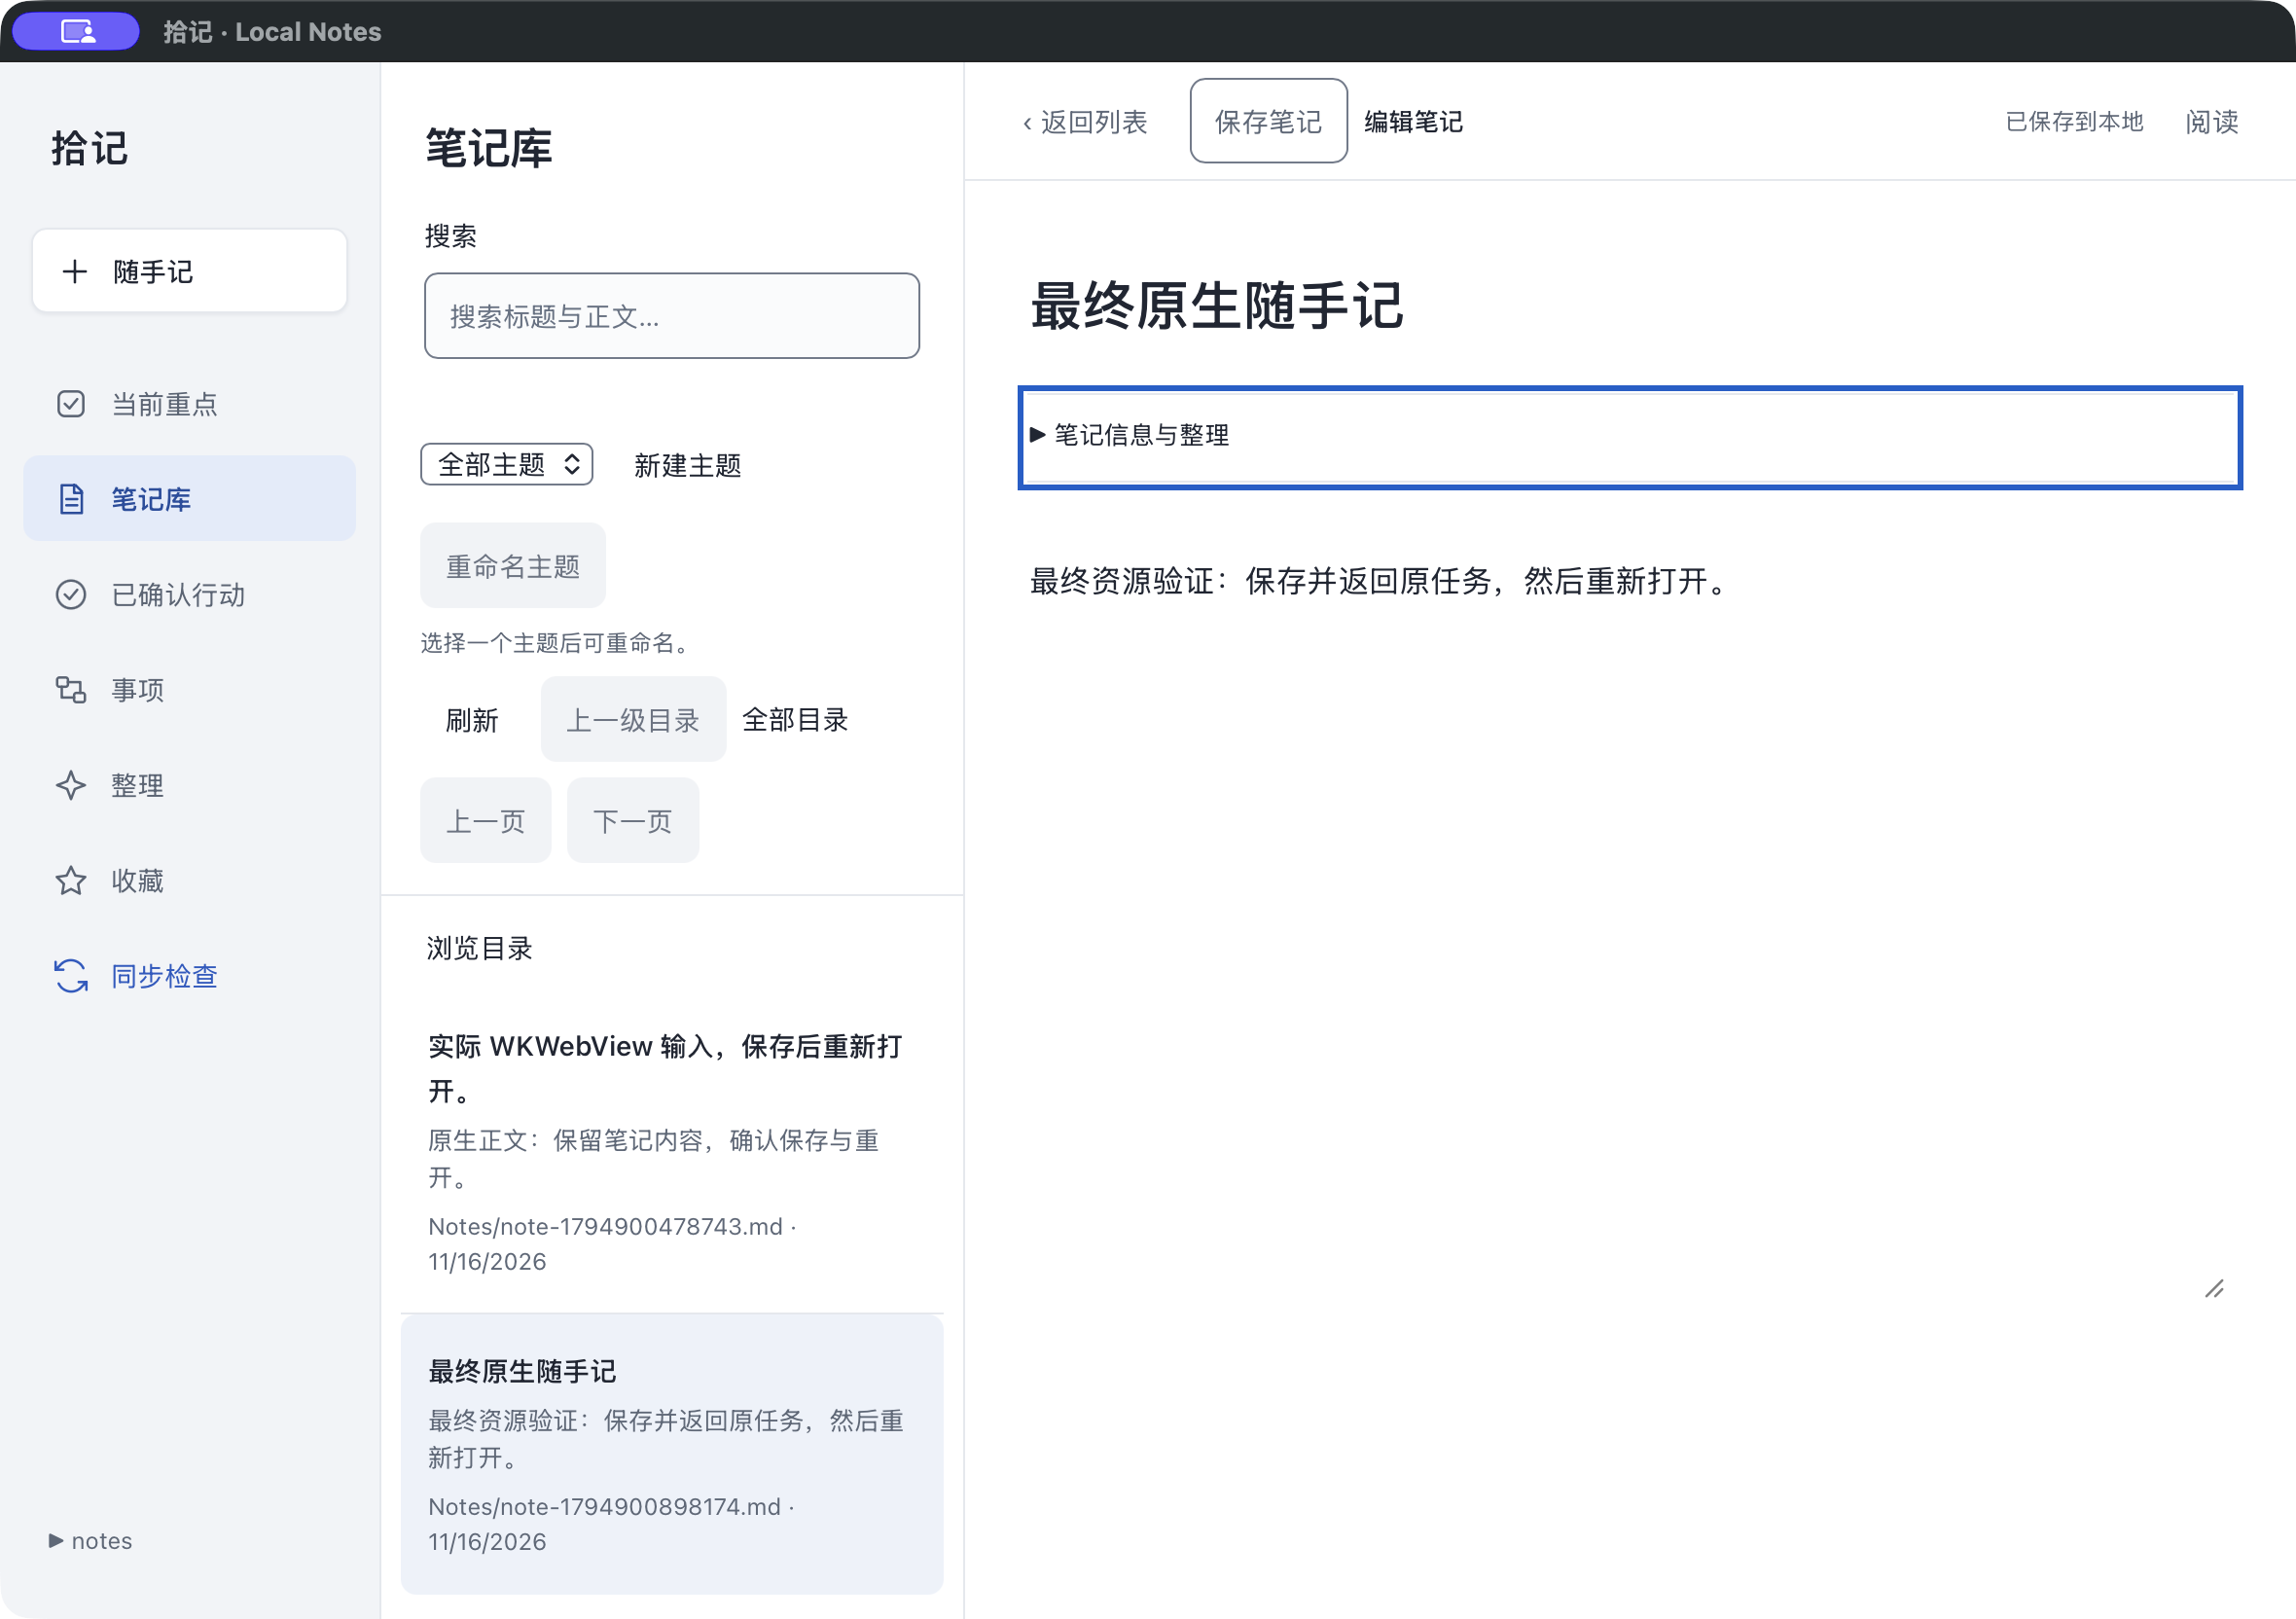 拾记 · Local Notes
拾记
随手记
当前重点
笔记库
已确认行动
事项
整理
收藏
同步检查
notes
笔记库
搜索
搜索标题与正文...
全部主题
新建主题
重命名主题
选择一个主题后可重命名。
刷新
上一级目录
全部目录
上一页
下一页
浏览目录
实际 WKWebView 输入，保存后重新打
开。
原生正文：保留笔记内容，确认保存与重
开。
Notes/note-1794900478743.md ·
11/16/2026
最终原生随手记
最终资源验证：保存并返回原任务，然后重
新打开。
Notes/note-1794900898174.md ·
11/16/2026
‹ 返回列表
保存笔记
编辑笔记
已保存到本地
阅读
最终原生随手记
笔记信息与整理
最终资源验证：保存并返回原任务，然后重新打开。